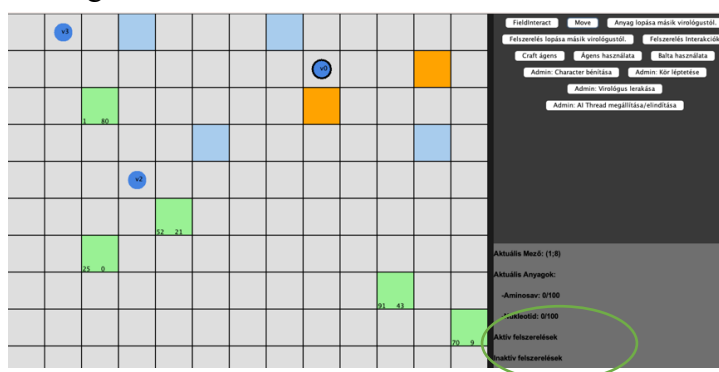 v3
v0
1 80
v2
52 21
25 0
91 43
70 9
FieldInteract Move Anyag lopása másik virológustól.
Felszerelés lopása másik virológustól. Felszerelés Interakciók
Craft ágens Ágens használata Balta használata
Admin: Character bénítása Admin: Kör léptetése
Admin: Virológus lerakása
Admin: AI Thread megállítása/elindítása
Aktuális Mező: (1;8)
Aktuális Anyagok:
-Aminosav: 0/100
-Nukleotid: 0/100
Aktív felszerelések
Inaktív felszerelések